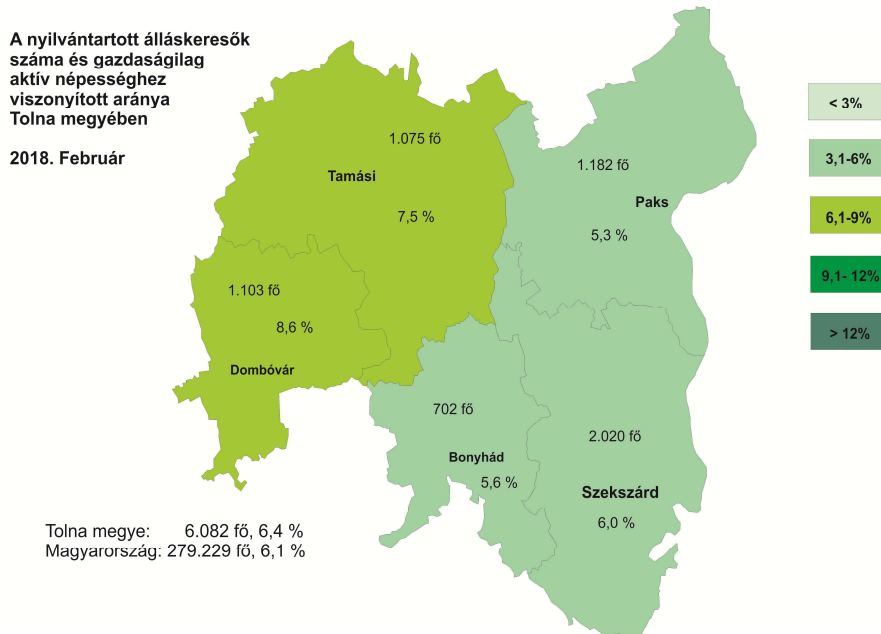 A nyilvántartott álláskeresők
száma és gazdaságilag
aktív népességhez
viszonyított aránya
Tolna megyében
2018. Február
1.075 fő
Tamási
7,5 %
1.182 fő
Paks
5,3 %
1.103 fő
8,6 %
Dombóvár
702 fő
Bonyhád
5,6 %
2.020 fő
Szekszárd
6,0 %
< 3%
3,1-6%
6,1-9%
9,1- 12%
> 12%
Tolna megye: 6.082 fő, 6,4 %
Magyarország: 279.229 fő, 6,1 %